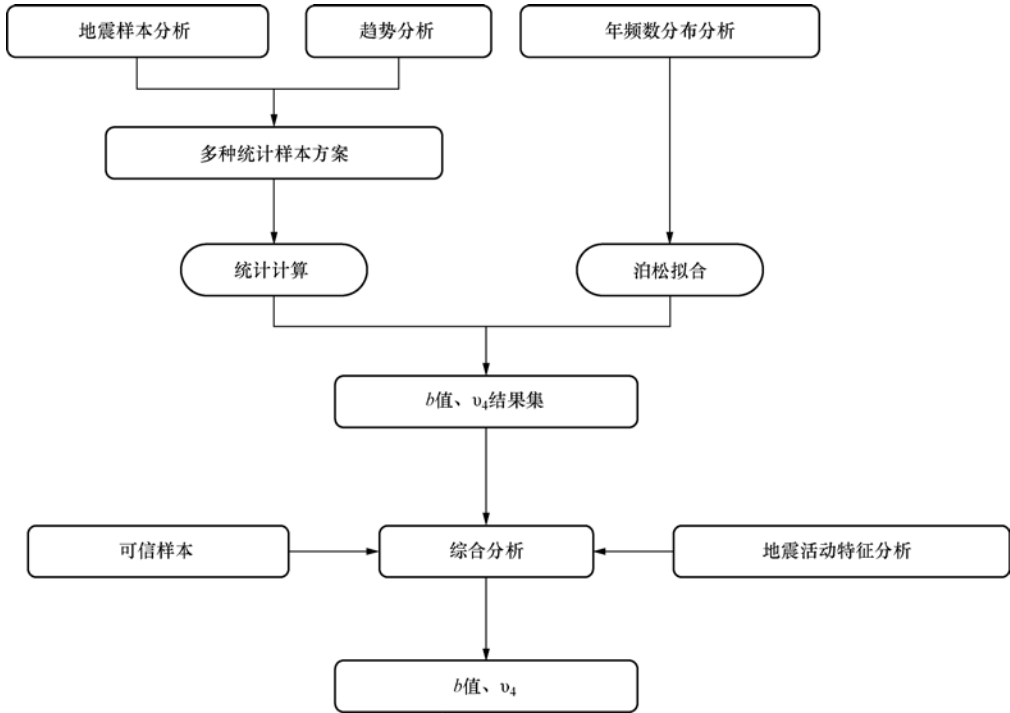 地震样本分析
趋势分析
年频数分布分析
多种统计样本方案
统计计算
泊松拟合
b值、υ₄结果集
可信样本
综合分析
地震活动特征分析
b值、υ₄